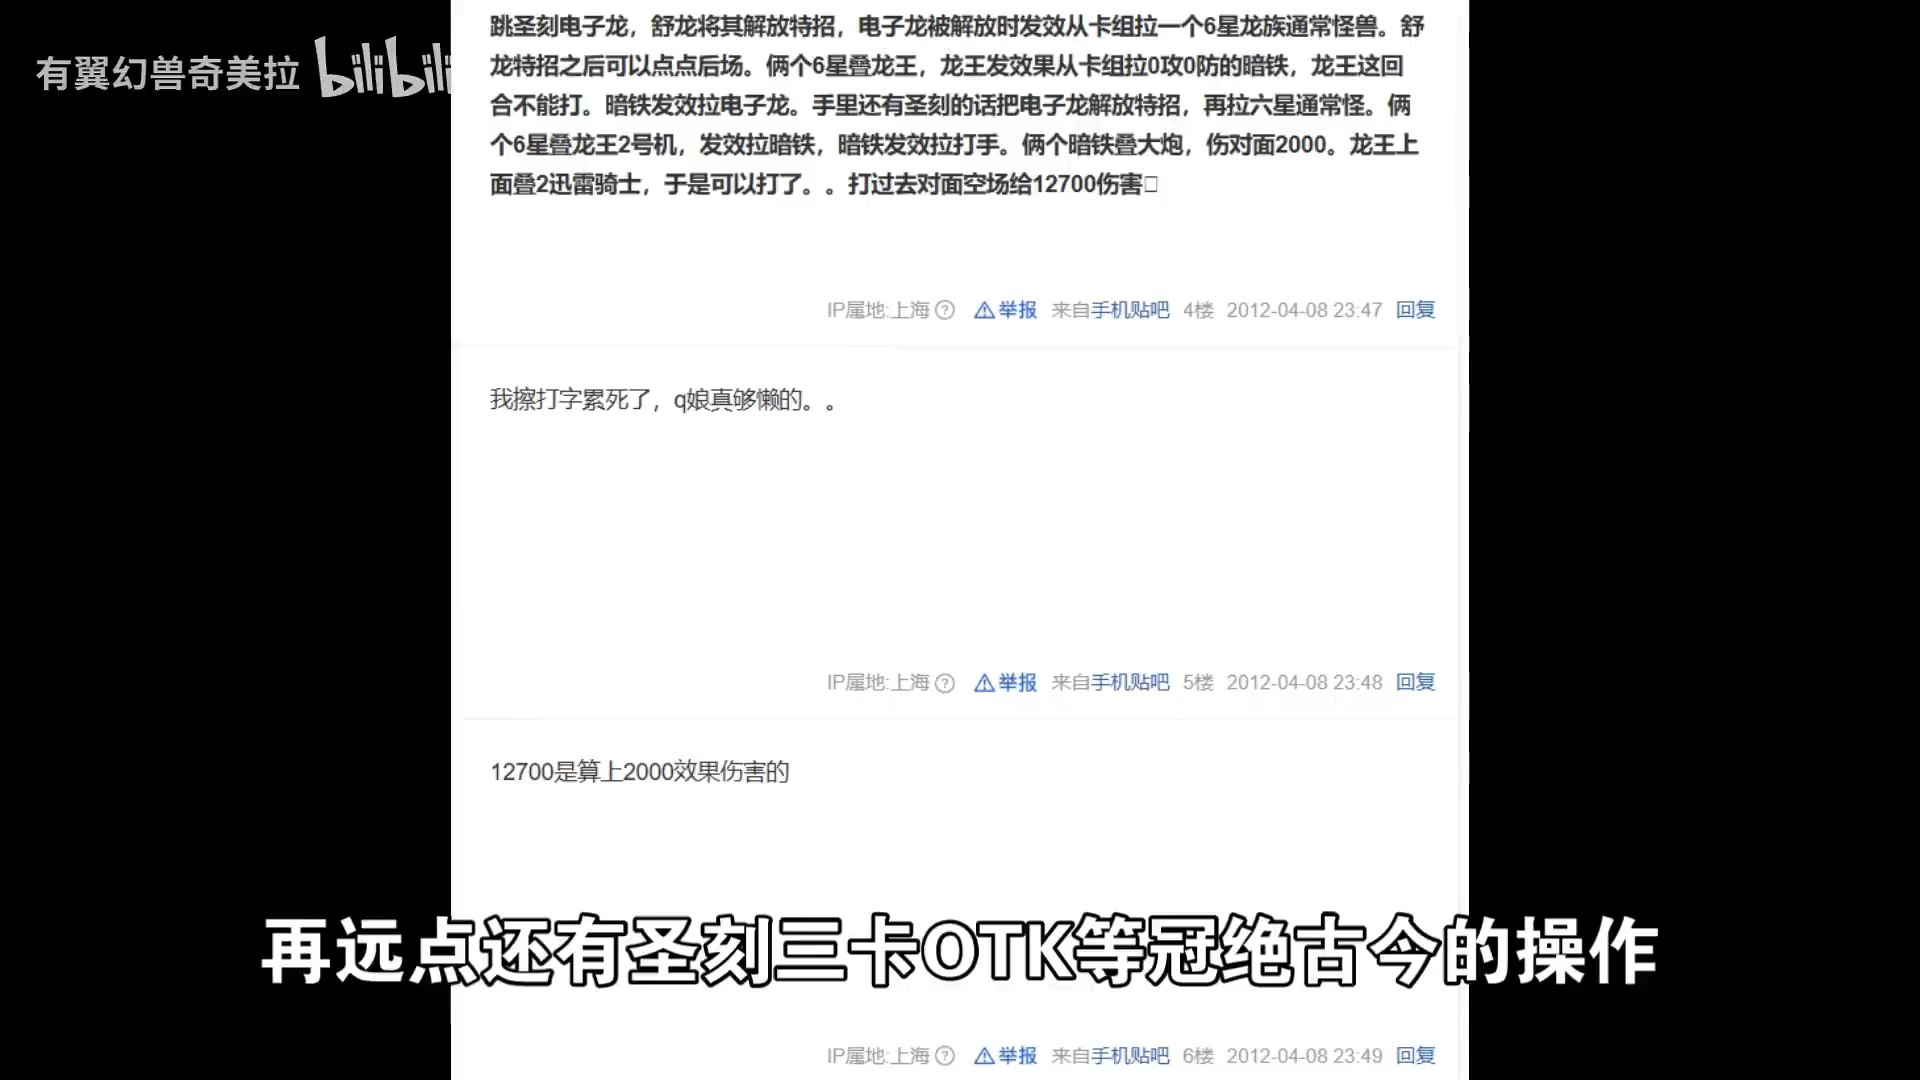 有翼幻兽奇美拉 bilibili
跳圣刻电子龙，舒龙将其解放特招，电子龙被解放时发效从卡组拉一个6星龙族通常怪兽。舒
龙特招之后可以点点后场。俩个6星叠龙王，龙王发效果从卡组拉0攻0防的暗铁，龙王这回
合不能打。暗铁发效拉电子龙。手里还有圣刻的话把电子龙解放特招，再拉六星通常怪。俩
个6星叠龙王2号机，发效拉暗铁，暗铁发效拉打手。俩个暗铁叠大炮，伤对面2000。龙王上
面叠2迅雷骑士，于是可以打了。。打过去对面空场给12700伤害□
IP属地:上海 举报 来自手机贴吧 4楼 2012-04-08 23:47 回复
我擦打字累死了，q娘真够懒的。。
IP属地:上海 举报 来自手机贴吧 5楼 2012-04-08 23:48 回复
12700是算上2000效果伤害的
再远点还有圣刻三卡OTK等冠绝古今的操作
IP属地:上海 举报 来自手机贴吧 6楼 2012-04-08 23:49 回复